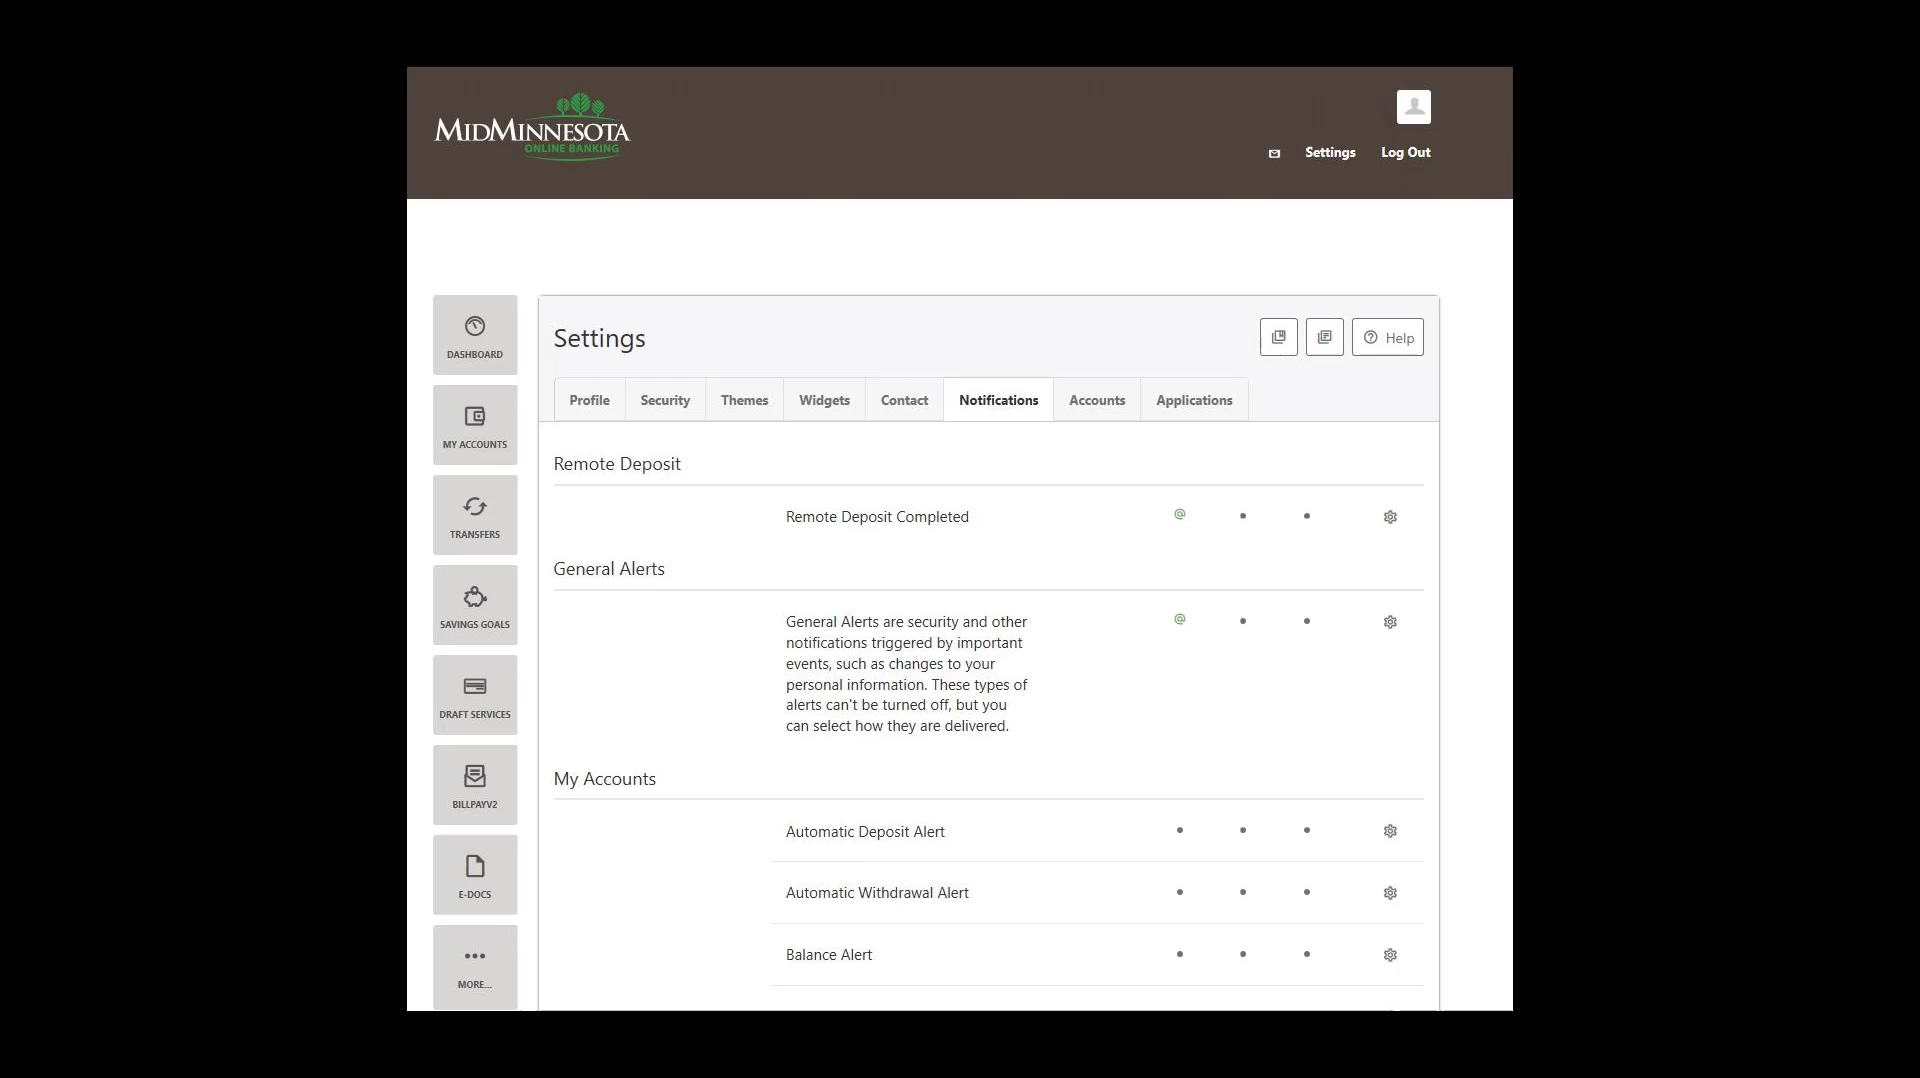 MIDMINNESOTA
ONLINE BANKING
Settings
Log Out
DASHBOARD
MY ACCOUNTS
TRANSFERS
SAVINGS GOALS
DRAFT SERVICES
BILLPAYV2
E-DOCS
MORE...
Settings
Help
Profile
Security
Themes
Widgets
Contact
Notifications
Accounts
Applications
Remote Deposit
Remote Deposit Completed
@
General Alerts
General Alerts are security and other
notifications triggered by important
events, such as changes to your
personal information. These types of
alerts can't be turned off, but you
can select how they are delivered.
@
My Accounts
Automatic Deposit Alert
Automatic Withdrawal Alert
Balance Alert